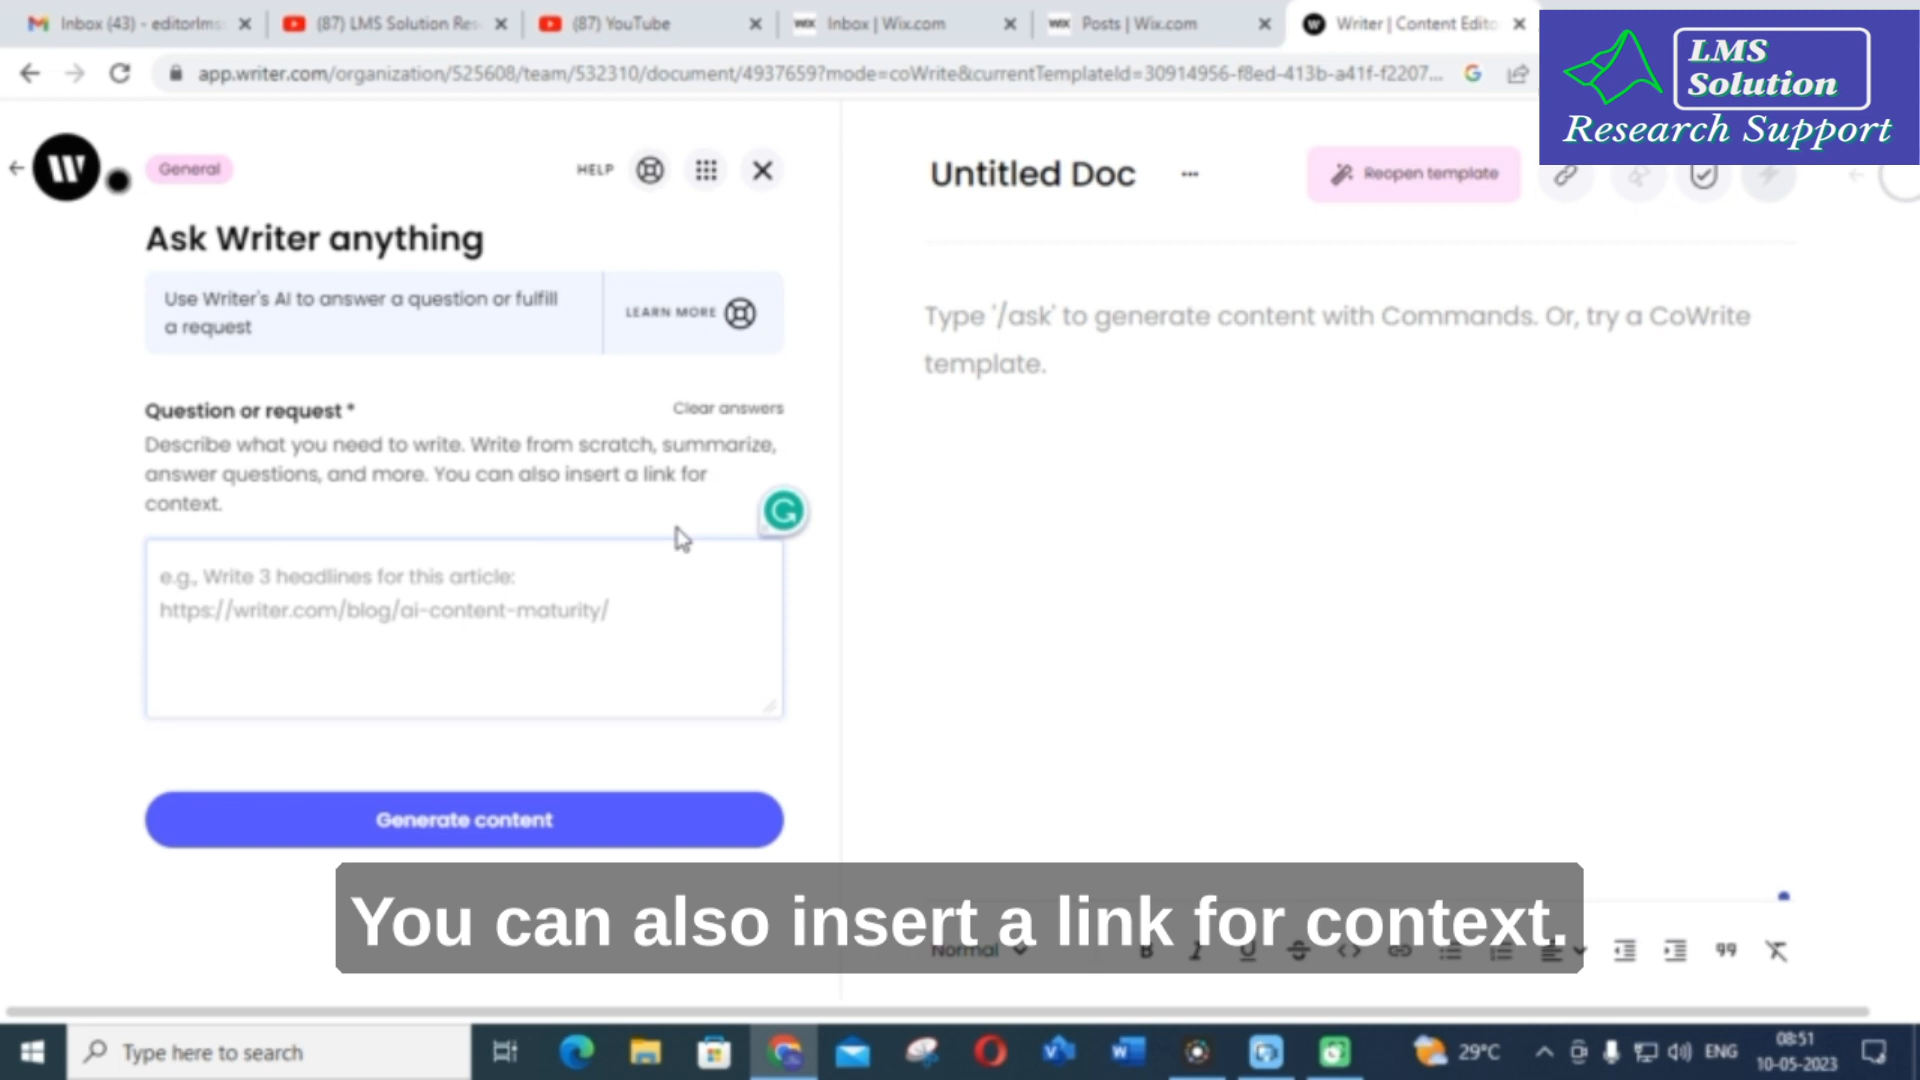 Inbox (43) - editorlms
(87) LMS Solution Res
(87) YouTube
WIX Inbox | Wix.com
WIX Posts | Wix.com
Writer | Content Edito
app.writer.com/organization/525608/team/532310/document/4937659?mode=coWrite&currentTemplateId=30914956-f8ed-413b-a41f-f2207...
LMS
Solution
Research Support
General
HELP
Ask Writer anything
Use Writer's AI to answer a question or fulfill
a request
LEARN MORE
Question or request *
Clear answers
Describe what you need to write. Write from scratch, summarize,
answer questions, and more. You can also insert a link for
context.
e.g., Write 3 headlines for this article:
https://writer.com/blog/ai-content-maturity/
Generate content
Untitled Doc
Reopen template
Type '/ask' to generate content with Commands. Or, try a CoWrite
template.
You can also insert a link for context.
Normal
Type here to search
29°C
ENG
08:51
10-05-2023